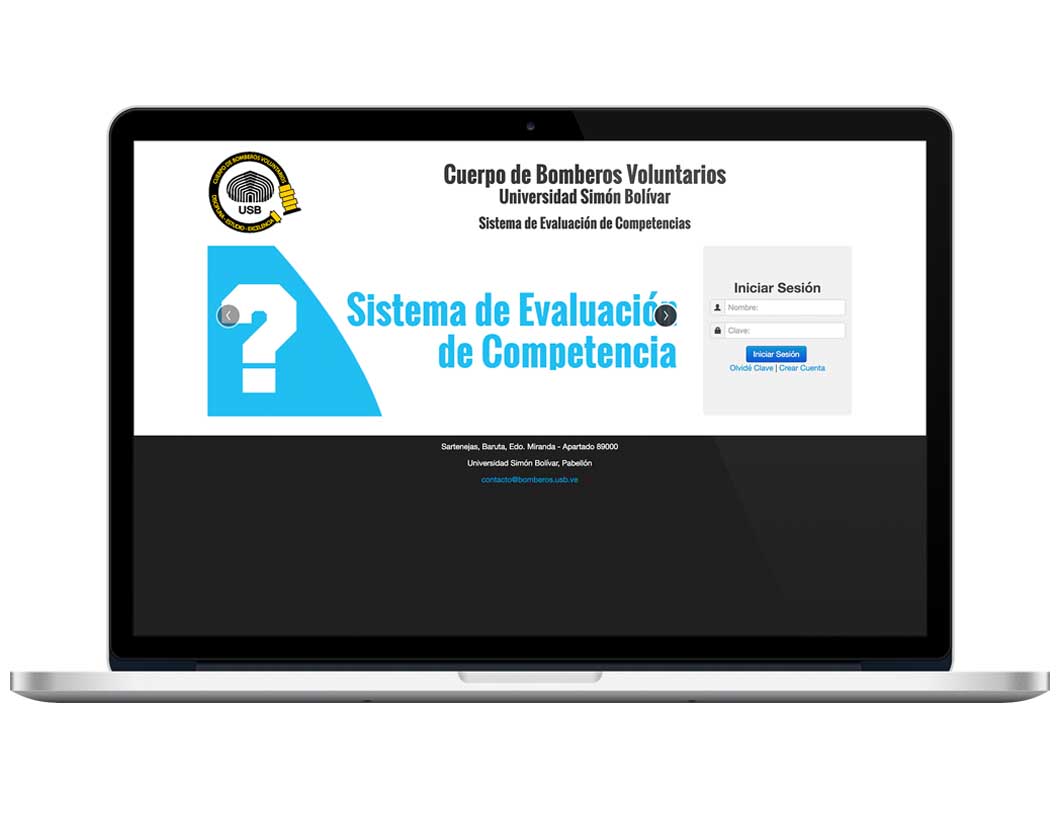 CUERPO DE BOMBEROS VOLUNTARIOS
USB
DISCIPLINA - ESTUDIO - EXCELENCIA
Cuerpo de Bomberos Voluntarios
Universidad Simón Bolívar
Sistema de Evaluación de Competencias
?
Sistema de Evaluación
de Competencia
Iniciar Sesión
Nombre:
Clave:
Iniciar Sesión
Olvidé Clave | Crear Cuenta
Sartenejas, Baruta, Edo. Miranda - Apartado 89000
Universidad Simón Bolívar, Pabellón
contacto@bomberos.usb.ve